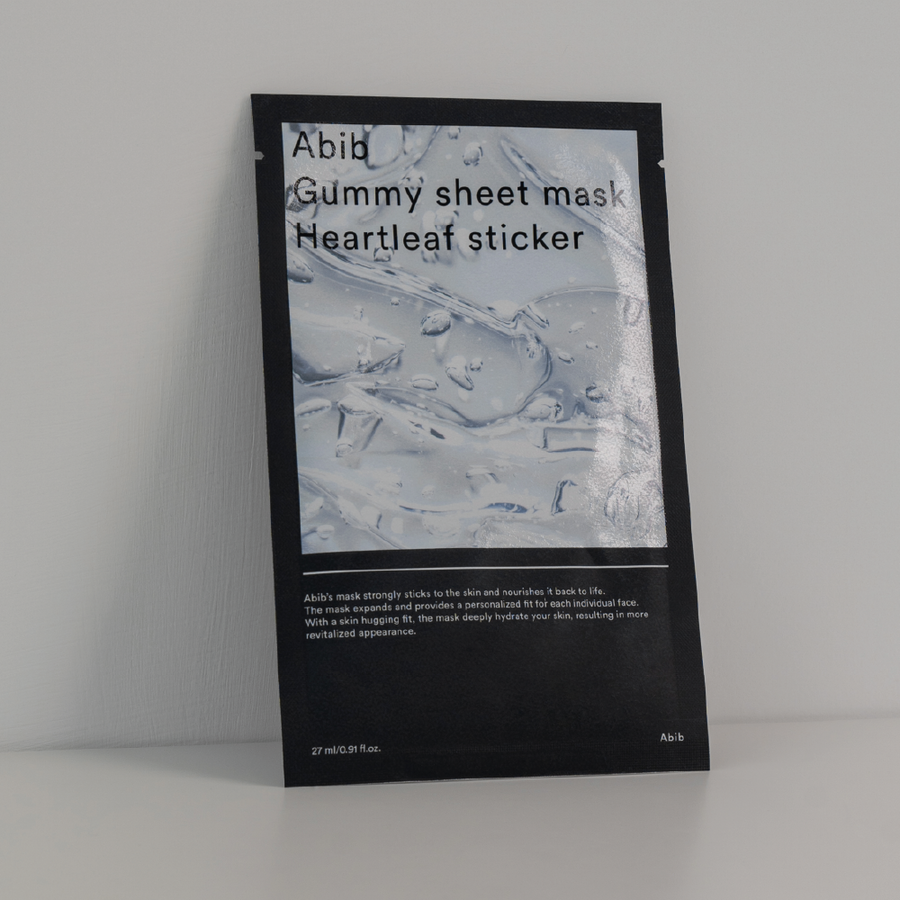 Abib
Gummy sheet mask
Heartleaf sticker
Abib's mask strongly sticks to the skin and nourishes it back to life.
The mask expands and provides a personalized fit for each individual face.
With a skin hugging fit, the mask deeply hydrate your skin, resulting in more
revitalized appearance.
27 ml/0.91 fl.oz.
Abib